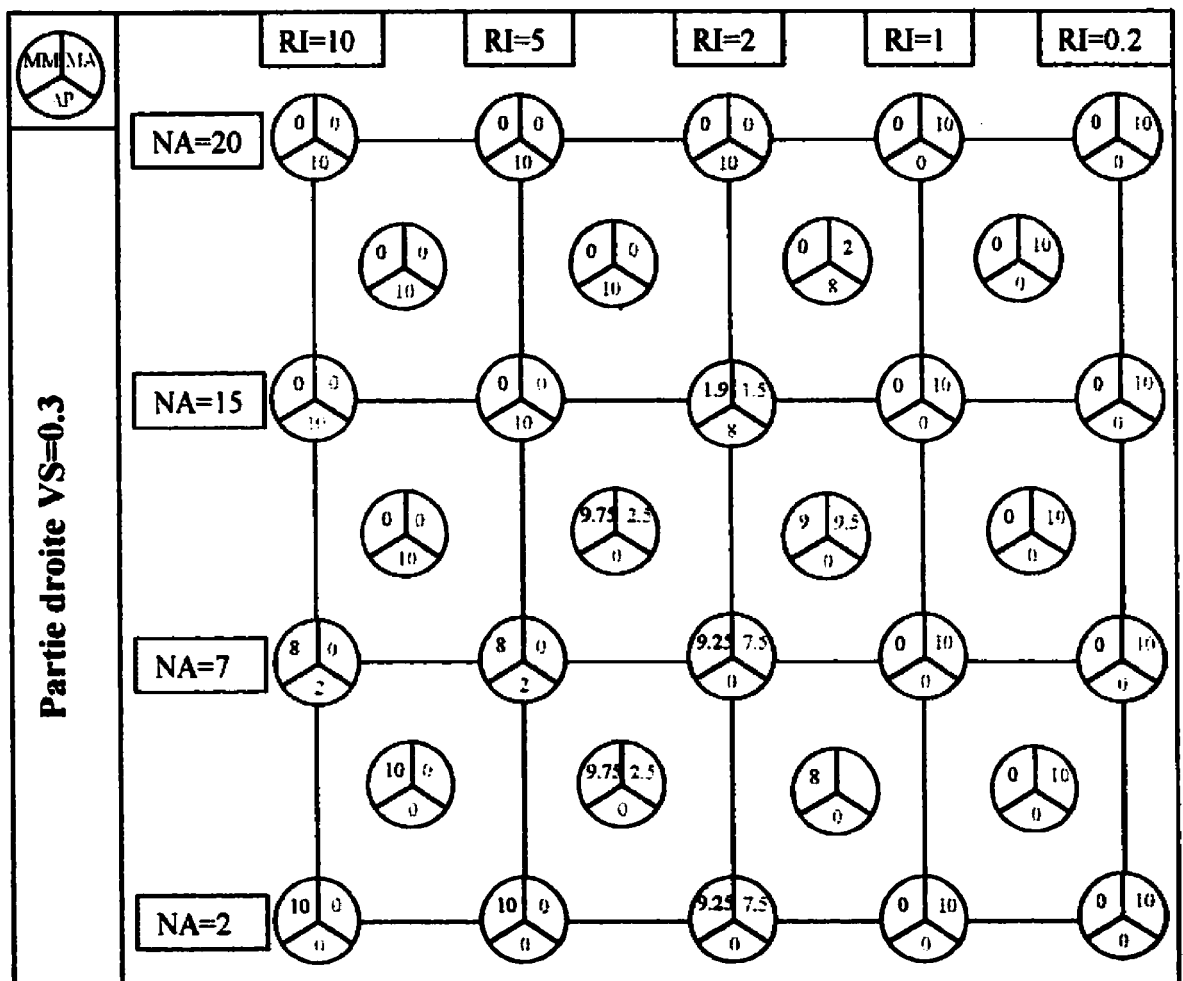 RI=10 RI=5 RI=2 RI=1 RI=0.2
MM MA
AP
NA=20 0 0 0 0 0 0 0 10 0 10
10 10 10 0 0
0 0 0 0 0 2 0 10
10 10 8 0
NA=15 0 0 0 0 1.9 1.5 0 10 0 10
10 10 8 0 0
0 0 9.75 2.5 9 9.5 0 10
10 0 0 0
NA=7 8 0 8 0 9.25 7.5 0 10 0 10
2 2 0 0 0
10 0 9.75 2.5 8 0 10
0 0 0 0
NA=2 10 0 10 0 9.25 7.5 0 10 0 10
0 0 0 0 0
Partie droite VS=0.3